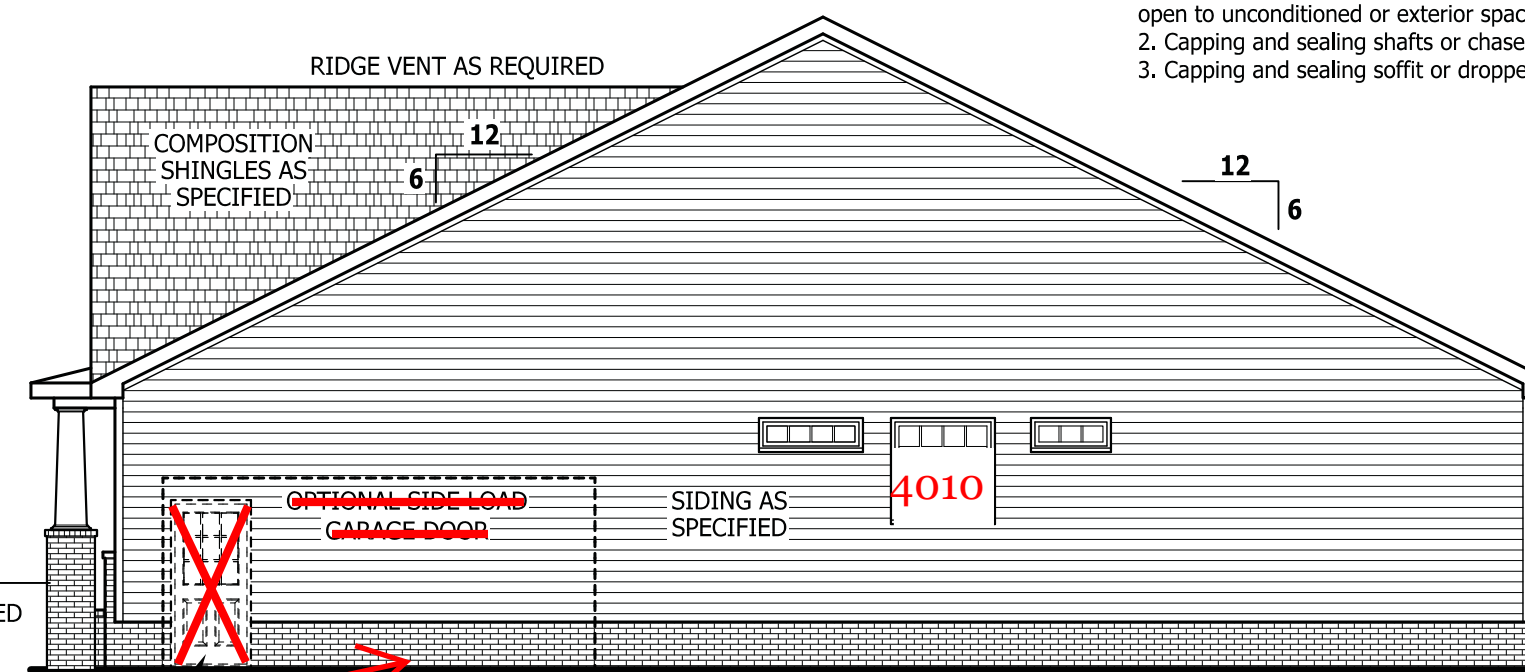 open to unconditioned or exterior spac
2. Capping and sealing shafts or chase
3. Capping and sealing soffit or droppe
RIDGE VENT AS REQUIRED
COMPOSITION
SHINGLES AS
SPECIFIED
12
6
12
6
OPTIONAL SIDE LOAD
GARAGE DOOR
SIDING AS
SPECIFIED
4010
ED